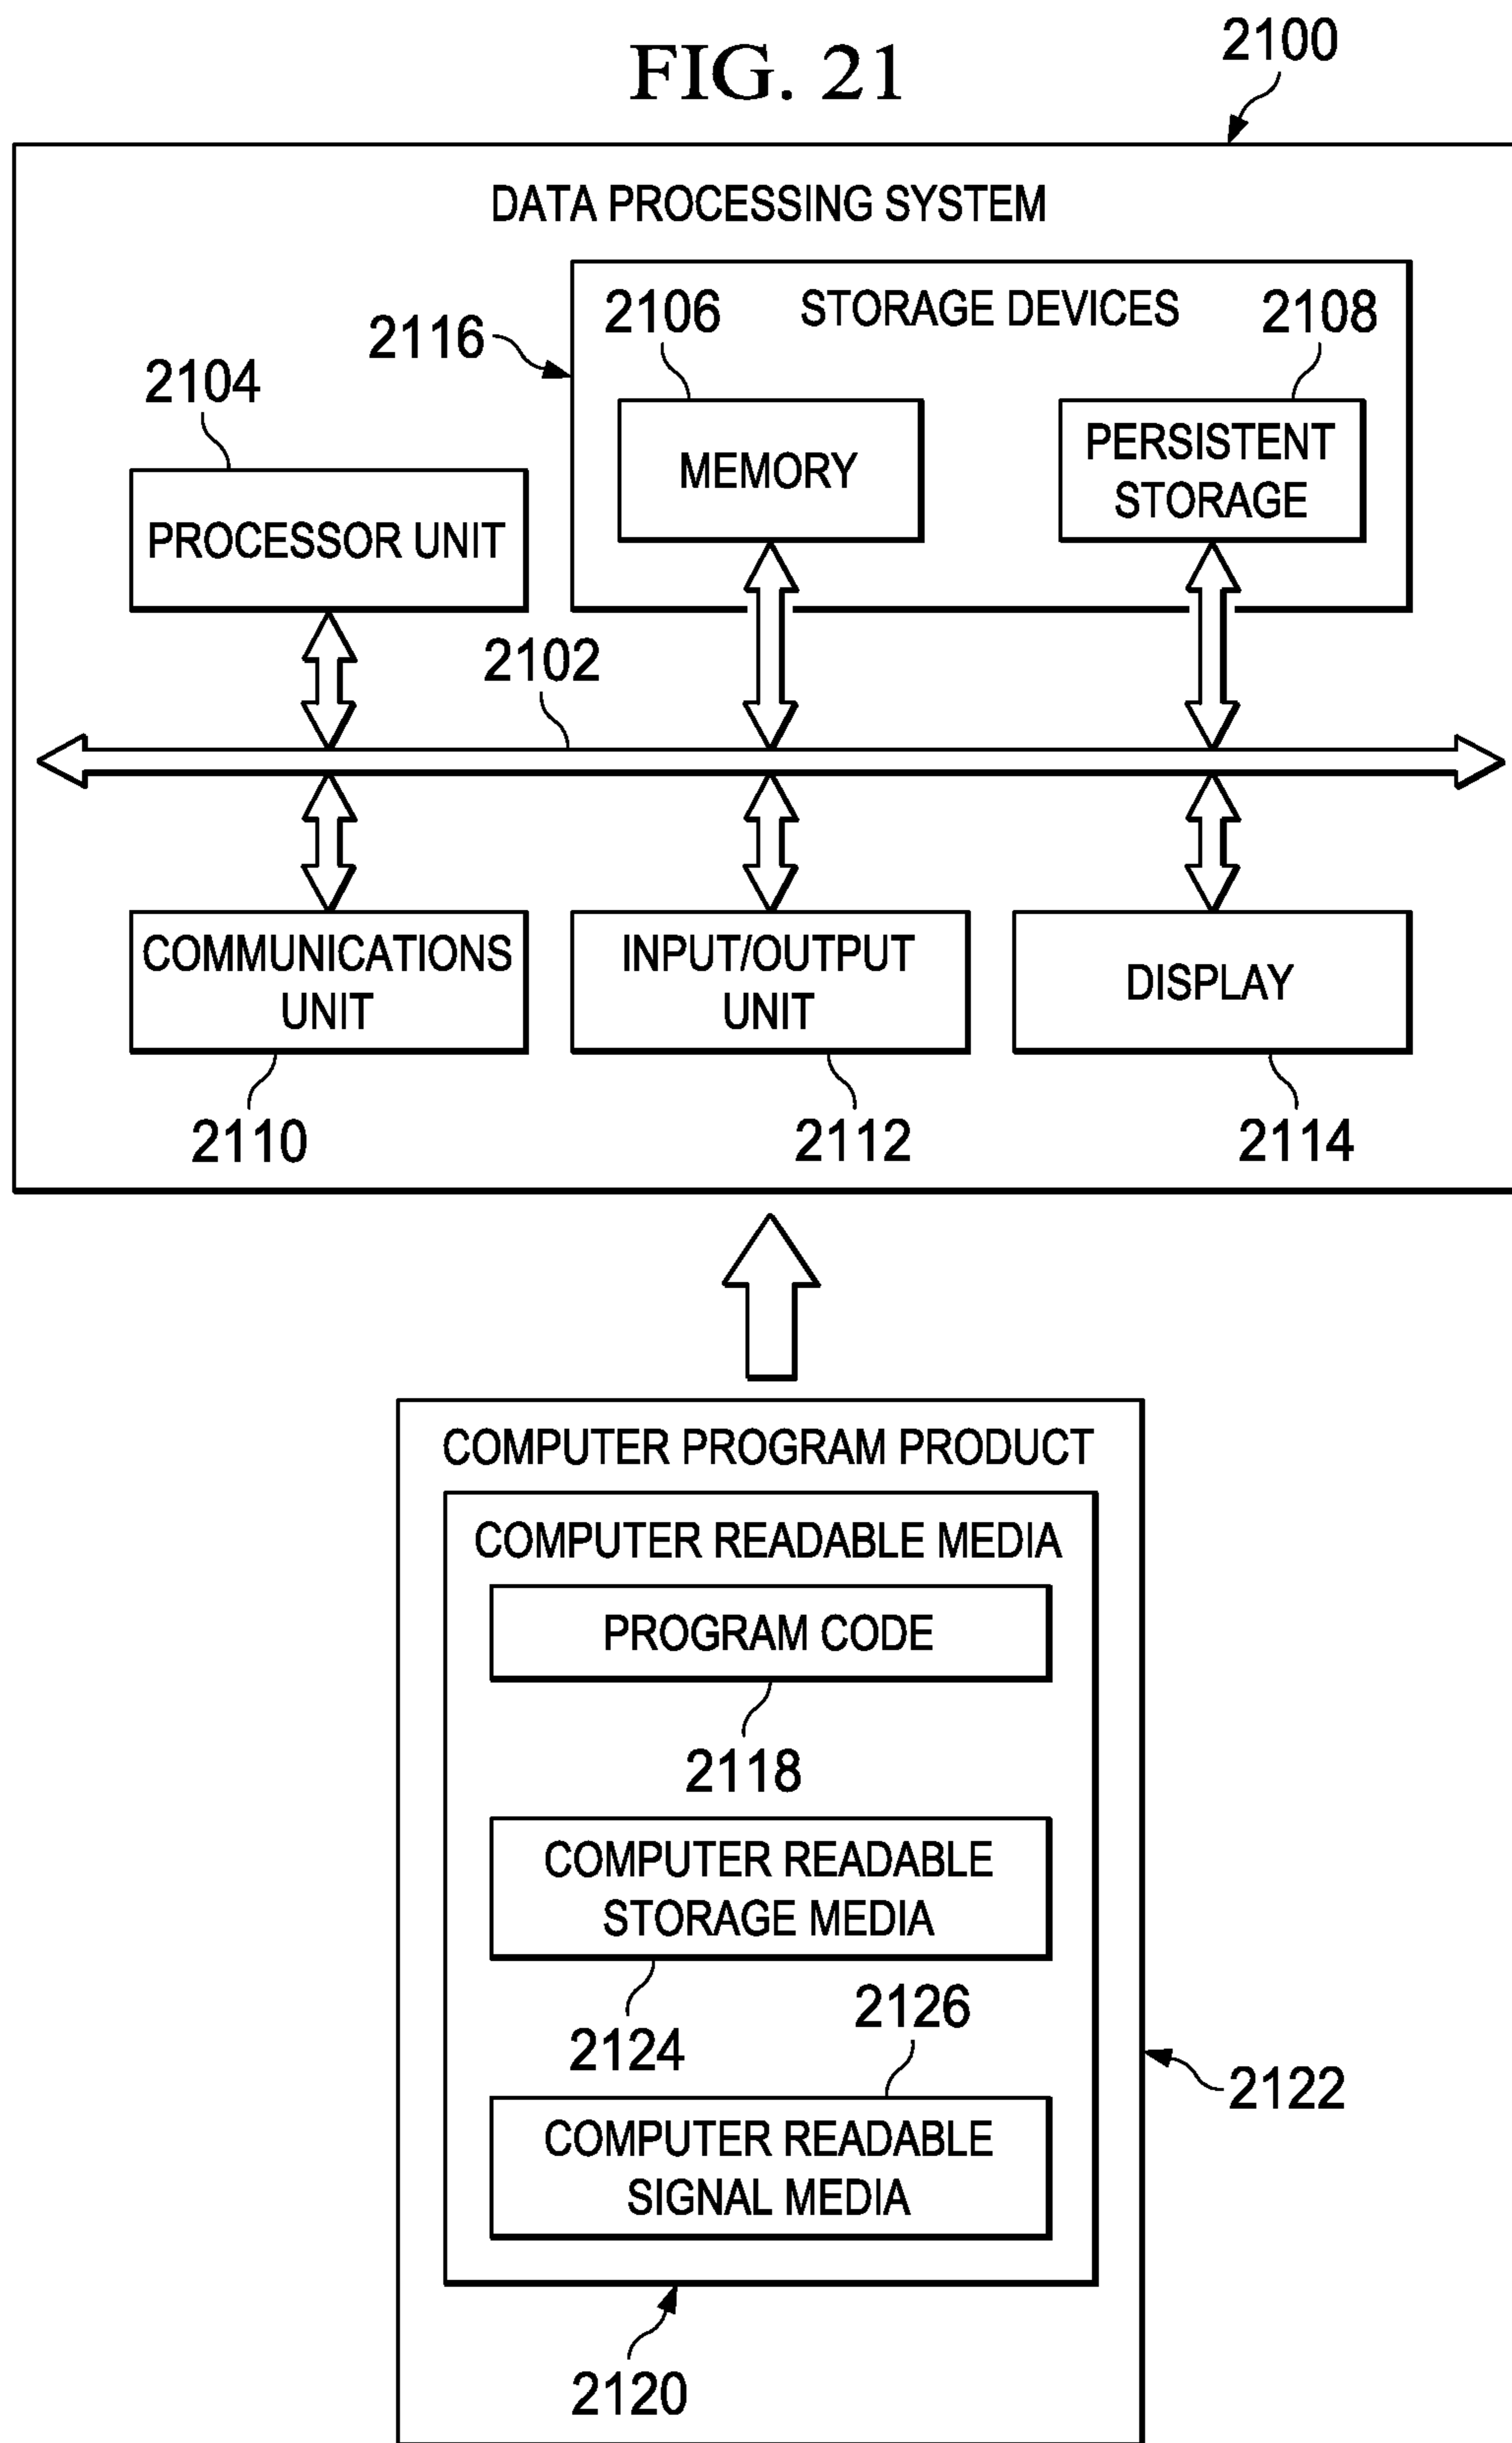 FIG. 21
2100
DATA PROCESSING SYSTEM
2116
2106
STORAGE DEVICES
2108
2104
MEMORY
PERSISTENT
STORAGE
PROCESSOR UNIT
2102
COMMUNICATIONS
UNIT
INPUT/OUTPUT
UNIT
DISPLAY
2110
2112
2114
COMPUTER PROGRAM PRODUCT
COMPUTER READABLE MEDIA
PROGRAM CODE
2118
COMPUTER READABLE
STORAGE MEDIA
2124
2126
2122
COMPUTER READABLE
SIGNAL MEDIA
2120